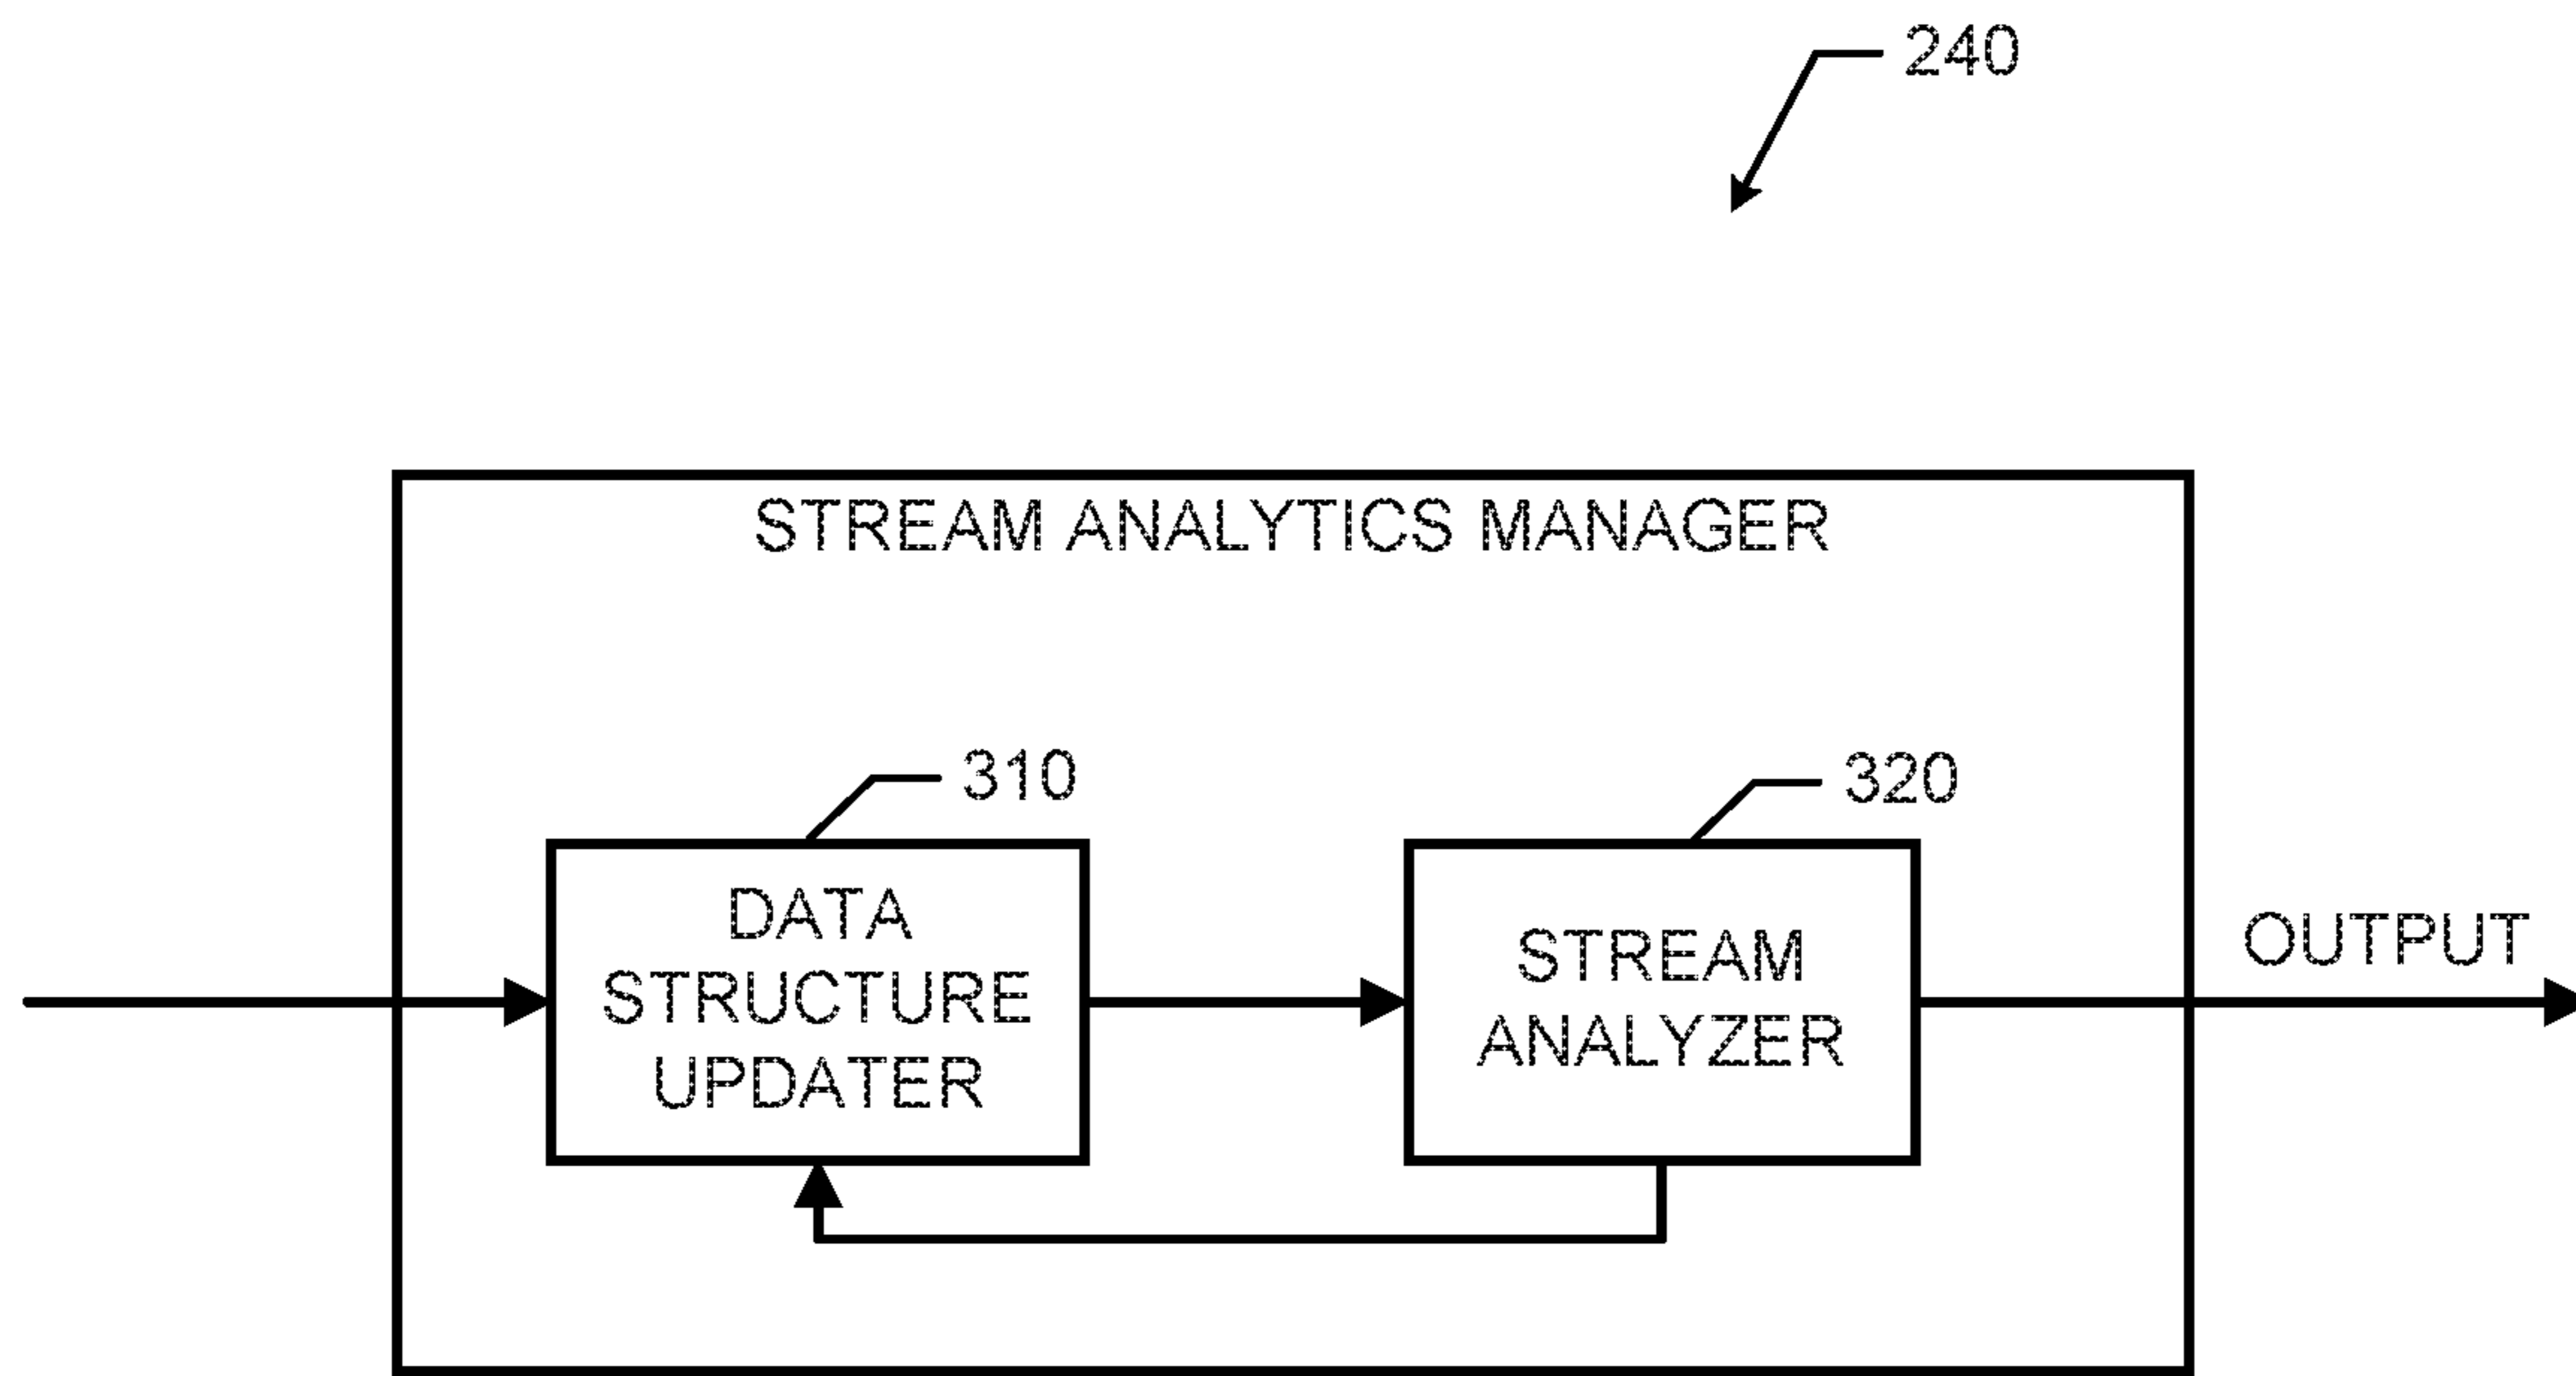 240
STREAM ANALYTICS MANAGER
310
320
DATA
STRUCTURE
UPDATER
STREAM
ANALYZER
OUTPUT